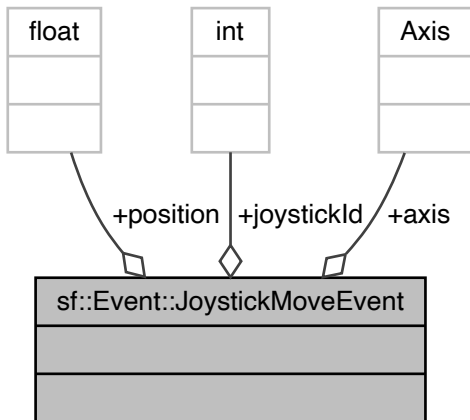 float
int
Axis
+position
+joystickId
+axis
sf::Event::JoystickMoveEvent